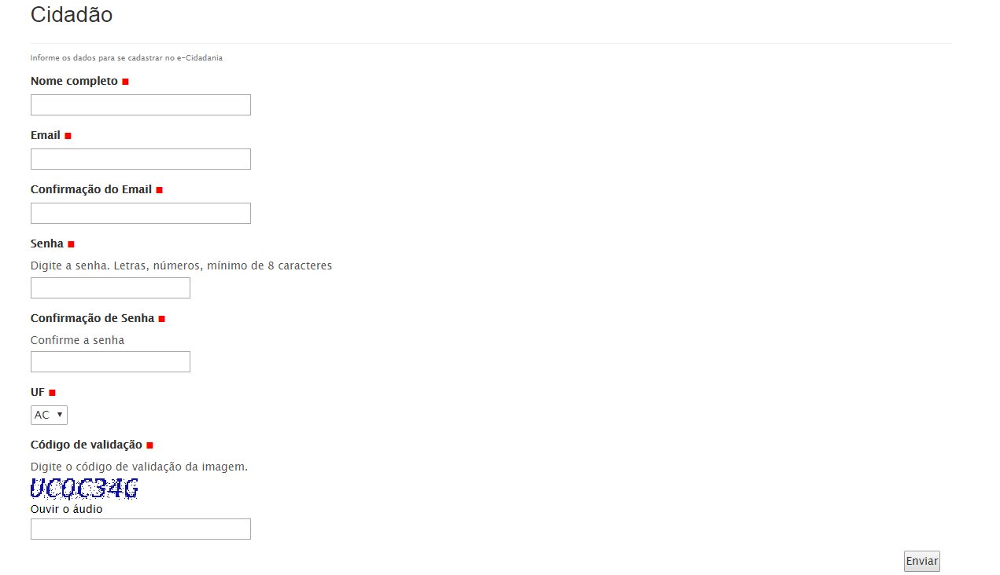 Cidadão
Informe os dados para se cadastrar no e-Cidadania
Nome completo
Email
Confirmação do Email
Senha
Digite a senha. Letras, números, mínimo de 8 caracteres
Confirmação de Senha
Confirme a senha
UF
AC
Código de validação
Digite o código de validação da imagem.
UCQC34G
Ouvir o áudio
Enviar